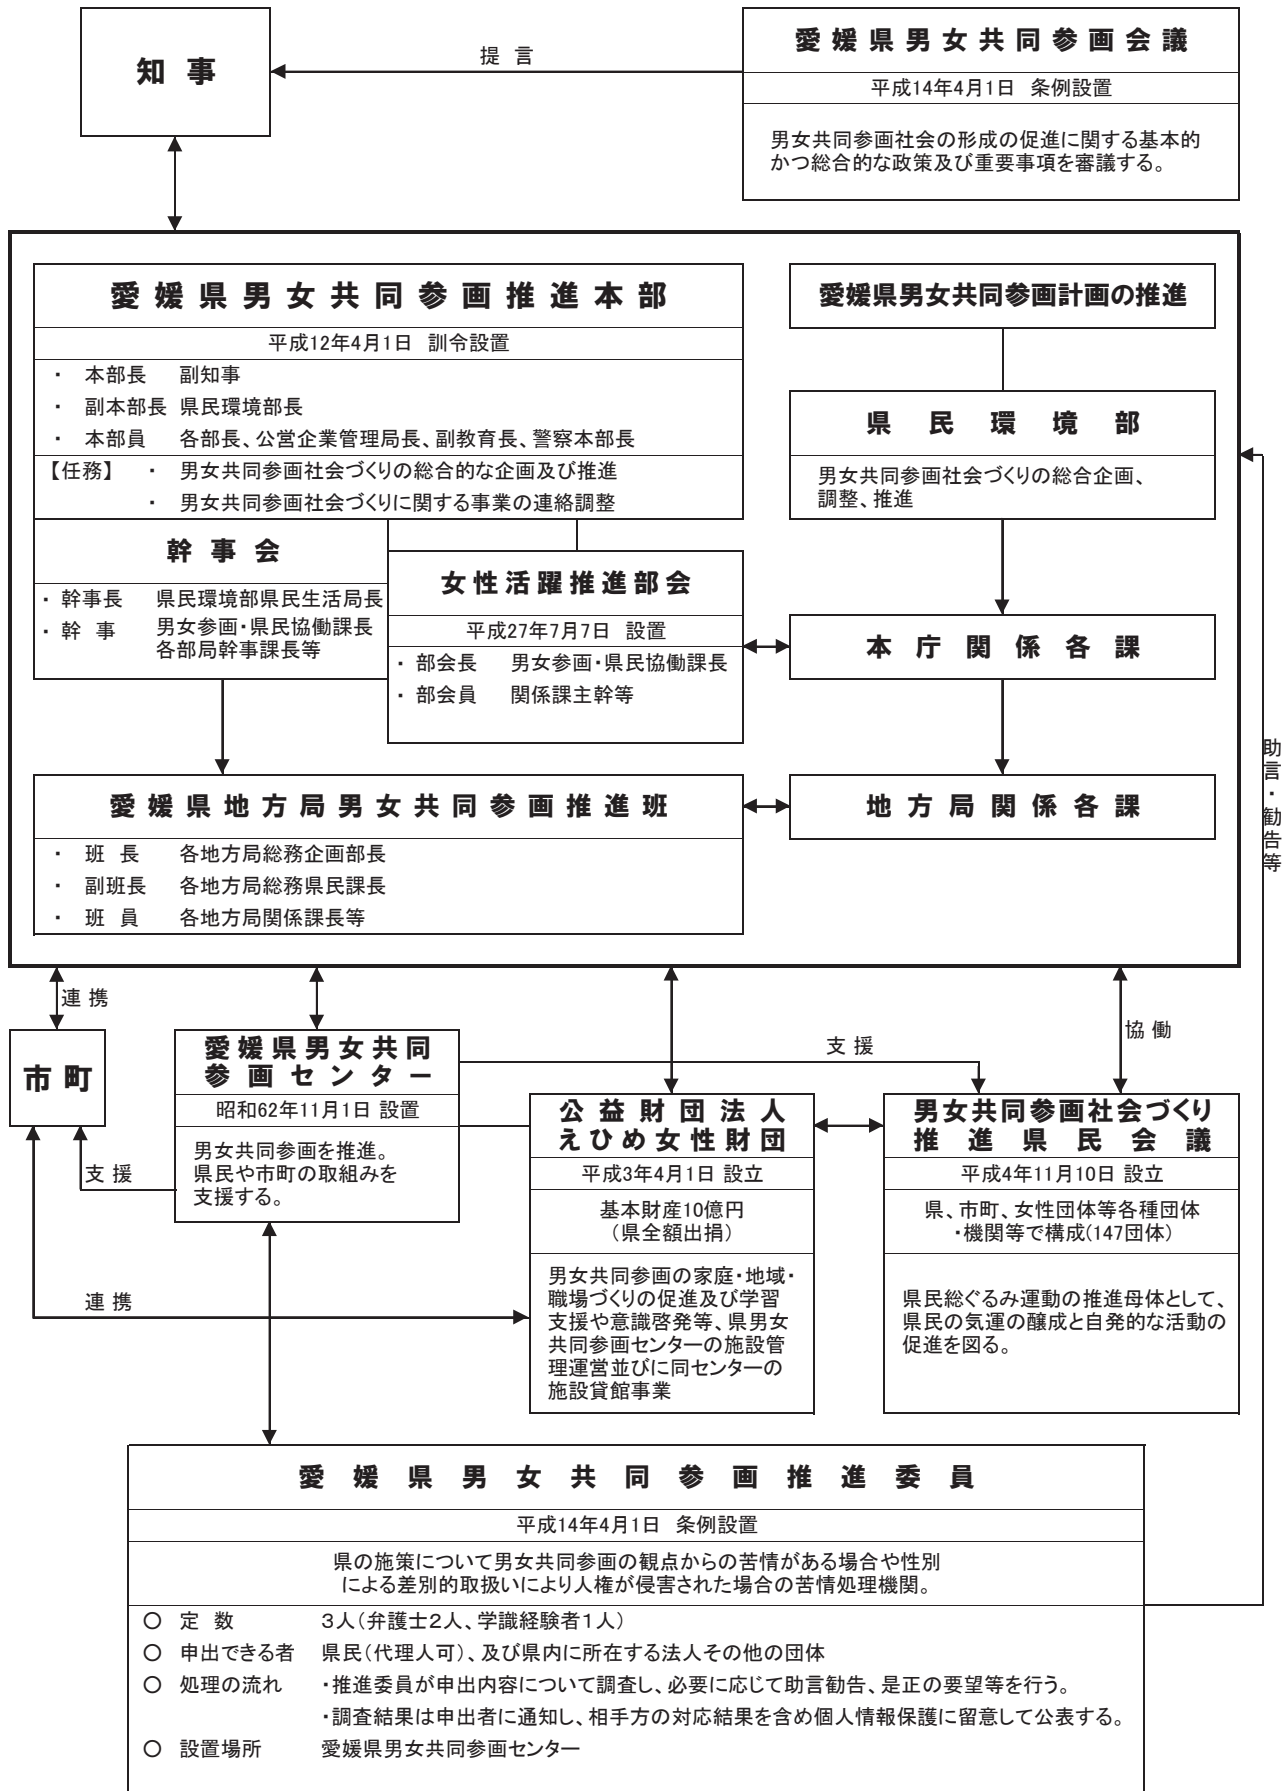 知事
提言
愛媛県男女共同参画会議
平成14年4月1日 条例設置
男女共同参画社会の形成の促進に関する基本的
かつ総合的な政策及び重要事項を審議する。
愛媛県男女共同参画推進本部
平成12年4月1日 訓令設置
・ 本部長 副知事
・ 副本部長 県民環境部長
・ 本部員 各部長、公営企業管理局長、副教育長、警察本部長
【任務】 ・ 男女共同参画社会づくりの総合的な企画及び推進
・ 男女共同参画社会づくりに関する事業の連絡調整
幹事会
・ 幹事長 県民環境部県民生活局長
・ 幹事 男女参画・県民協働課長
各部局幹事課長等
女性活躍推進部会
平成27年7月7日 設置
・ 部会長 男女参画・県民協働課長
・ 部会員 関係課主幹等
愛媛県男女共同参画計画の推進
県民環境部
男女共同参画社会づくりの総合企画、
調整、推進
本庁関係各課
愛媛県地方局男女共同参画推進班
・ 班長 各地方局総務企画部長
・ 副班長 各地方局総務県民課長
・ 班員 各地方局関係課長等
地方局関係各課
助言・勧告等
連携
市町
支援
愛媛県男女共同
参画センター
昭和62年11月1日 設置
男女共同参画を推進。
県民や市町の取組みを
支援する。
支援
協働
公益財団法人
えひめ女性財団
平成3年4月1日 設立
基本財産10億円
（県全額出捐）
男女共同参画の家庭・地域・
職場づくりの促進及び学習
支援や意識啓発等、県男女
共同参画センターの施設管
理運営並びに同センターの
施設貸館事業
男女共同参画社会づくり
推進県民会議
平成4年11月10日 設立
県、市町、女性団体等各種団体
・機関等で構成(147団体)
県民総ぐるみ運動の推進母体として、
県民の気運の醸成と自発的な活動の
促進を図る。
連携
愛媛県男女共同参画推進委員
平成14年4月1日 条例設置
県の施策について男女共同参画の観点からの苦情がある場合や性別
による差別的取扱いにより人権が侵害された場合の苦情処理機関。
〇 定数 3人（弁護士2人、学識経験者1人）
〇 申出できる者 県民（代理人可）、及び県内に所在する法人その他の団体
〇 処理の流れ ・推進委員が申出内容について調査し、必要に応じて助言勧告、是正の要望等を行う。
・調査結果は申出者に通知し、相手方の対応結果を含め個人情報保護に留意して公表する。
〇 設置場所 愛媛県男女共同参画センター